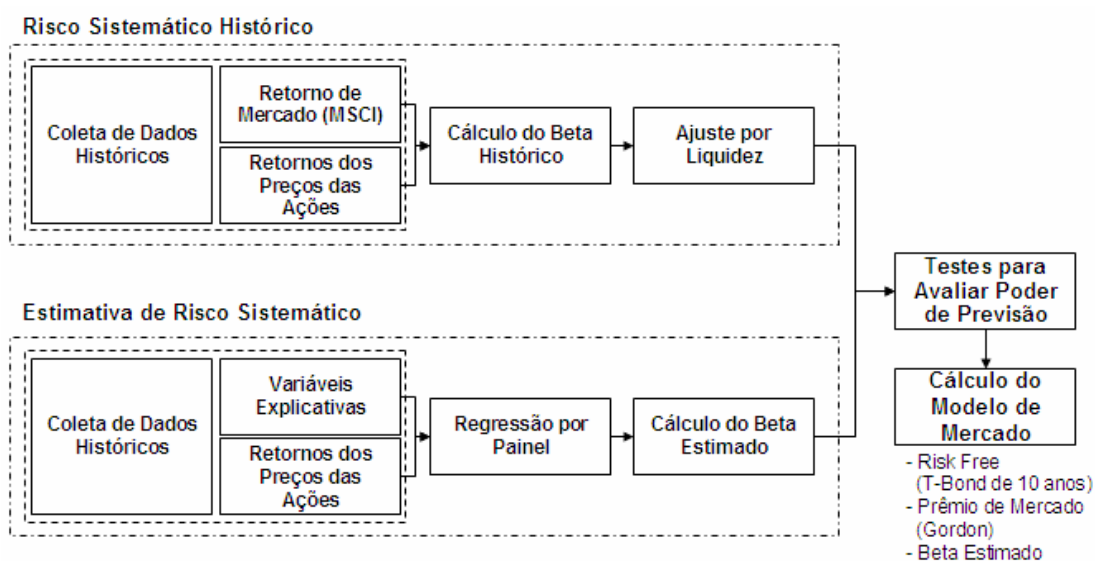 Risco Sistemático Histórico
Coleta de Dados
Históricos
Retorno de
Mercado (MSCI)
Retornos dos
Preços das
Ações
Cálculo do Beta
Histórico
Ajuste por
Liquidez
Testes para
Avaliar Poder
de Previsão
Estimativa de Risco Sistemático
Coleta de Dados
Históricos
Variáveis
Explicativas
Retornos dos
Preços das
Ações
Regressão por
Painel
Cálculo do Beta
Estimado
Cálculo do
Modelo de
Mercado
- Risk Free
(T-Bond de 10 anos)
- Prêmio de Mercado
(Gordon)
- Beta Estimado